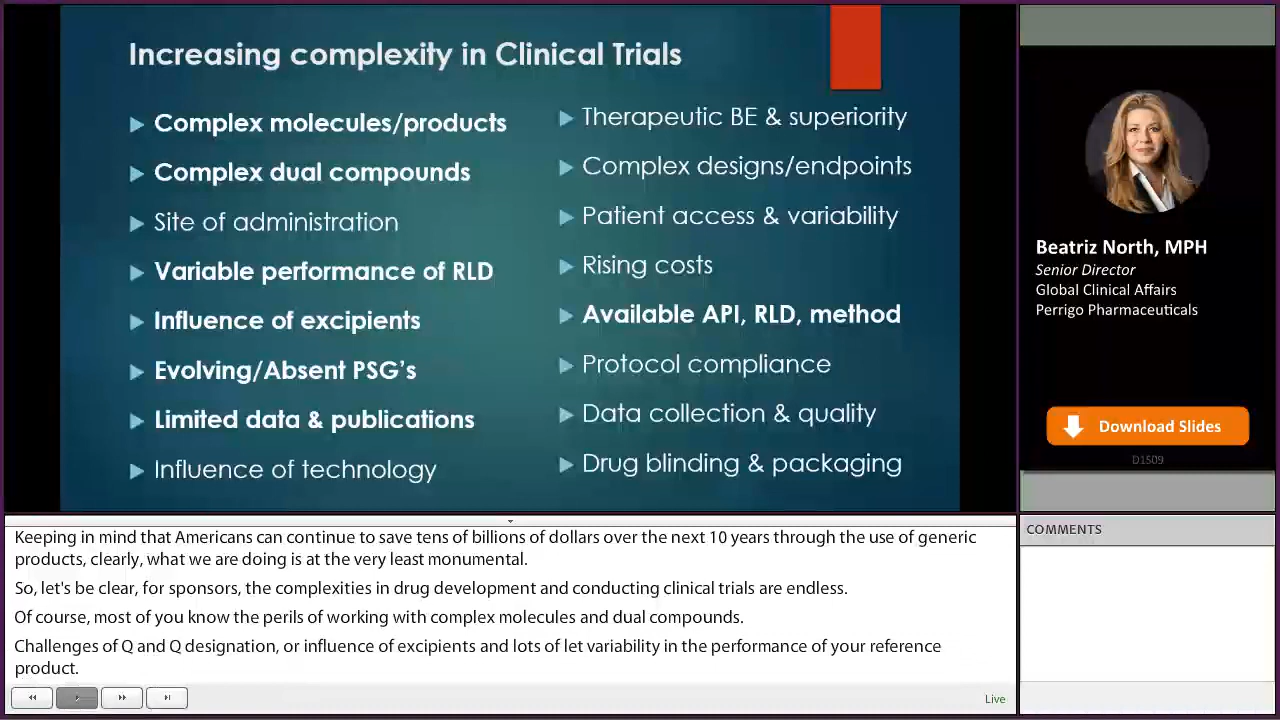 Increasing complexity in Clinical Trials
Complex molecules/products
Complex dual compounds
Site of administration
Variable performance of RLD
Influence of excipients
Evolving/Absent PSG's
Limited data & publications
Influence of technology
Therapeutic BE & superiority
Complex designs/endpoints
Patient access & variability
Rising costs
Available API, RLD, method
Protocol compliance
Data collection & quality
Drug blinding & packaging
Beatriz North, MPH
Senior Director
Global Clinical Affairs
Perrigo Pharmaceuticals
Download Slides
D1509
Keeping in mind that Americans can continue to save tens of billions of dollars over the next 10 years through the use of generic
products, clearly, what we are doing is at the very least monumental.
So, let's be clear, for sponsors, the complexities in drug development and conducting clinical trials are endless.
Of course, most of you know the perils of working with complex molecules and dual compounds.
Challenges of Q and Q designation, or influence of excipients and lots of let variability in the performance of your reference
product.
Live
COMMENTS